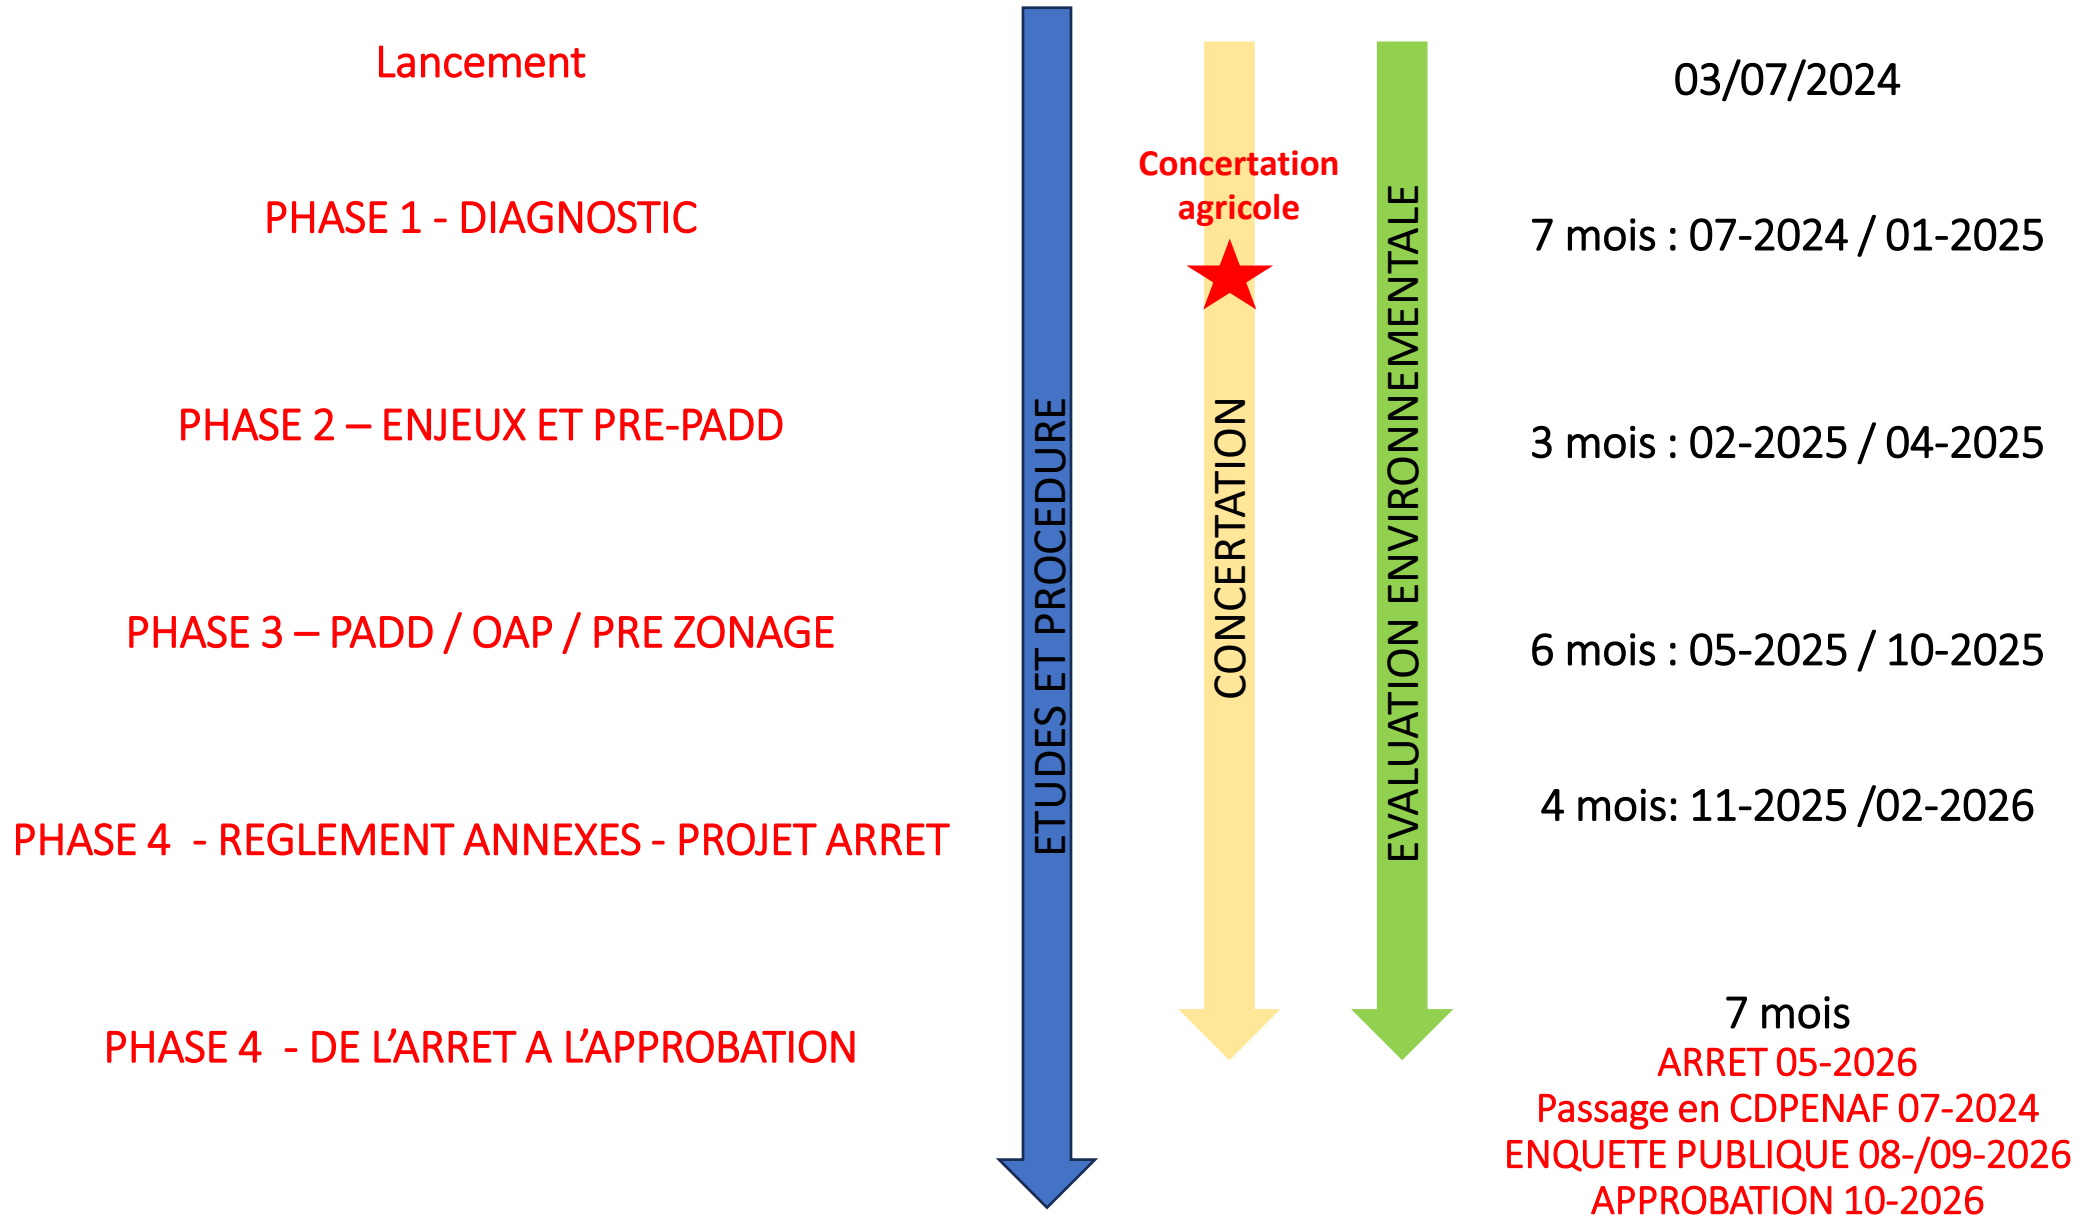 Lancement
03/07/2024
Concertation
agricole
PHASE 1 - DIAGNOSTIC
7 mois : 07-2024 / 01-2025
PHASE 2 – ENJEUX ET PRE-PADD
3 mois : 02-2025 / 04-2025
ETUDES ET PROCEDURE
CONCERTATION
EVALUATION ENVIRONNEMENTALE
PHASE 3 – PADD / OAP / PRE ZONAGE
6 mois : 05-2025 / 10-2025
PHASE 4  - REGLEMENT ANNEXES - PROJET ARRET
4 mois: 11-2025 /02-2026
PHASE 4  - DE L’ARRET A L’APPROBATION
7 mois
ARRET 05-2026
Passage en CDPENAF 07-2024
ENQUETE PUBLIQUE 08-/09-2026
APPROBATION 10-2026